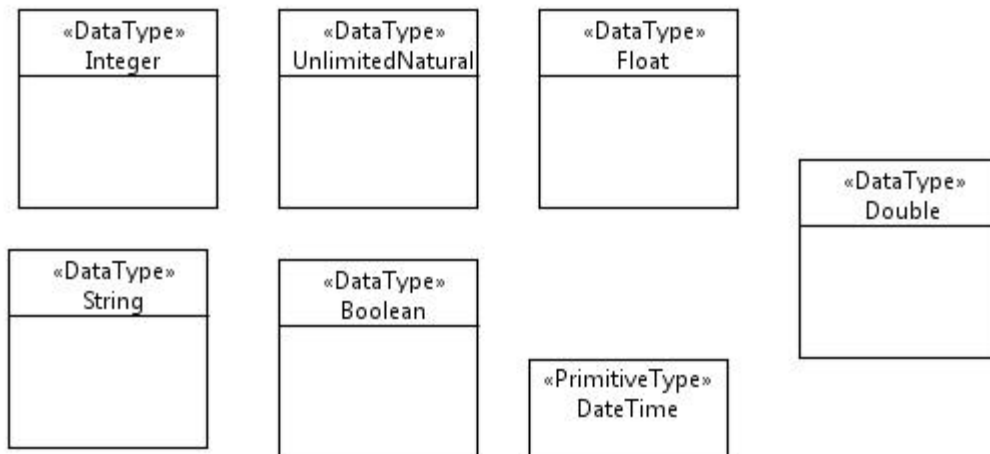 «DataType»
Integer
«DataType»
UnlimitedNatural
«DataType»
Float
«DataType»
Double
«DataType»
String
«DataType»
Boolean
«PrimitiveType»
DateTime